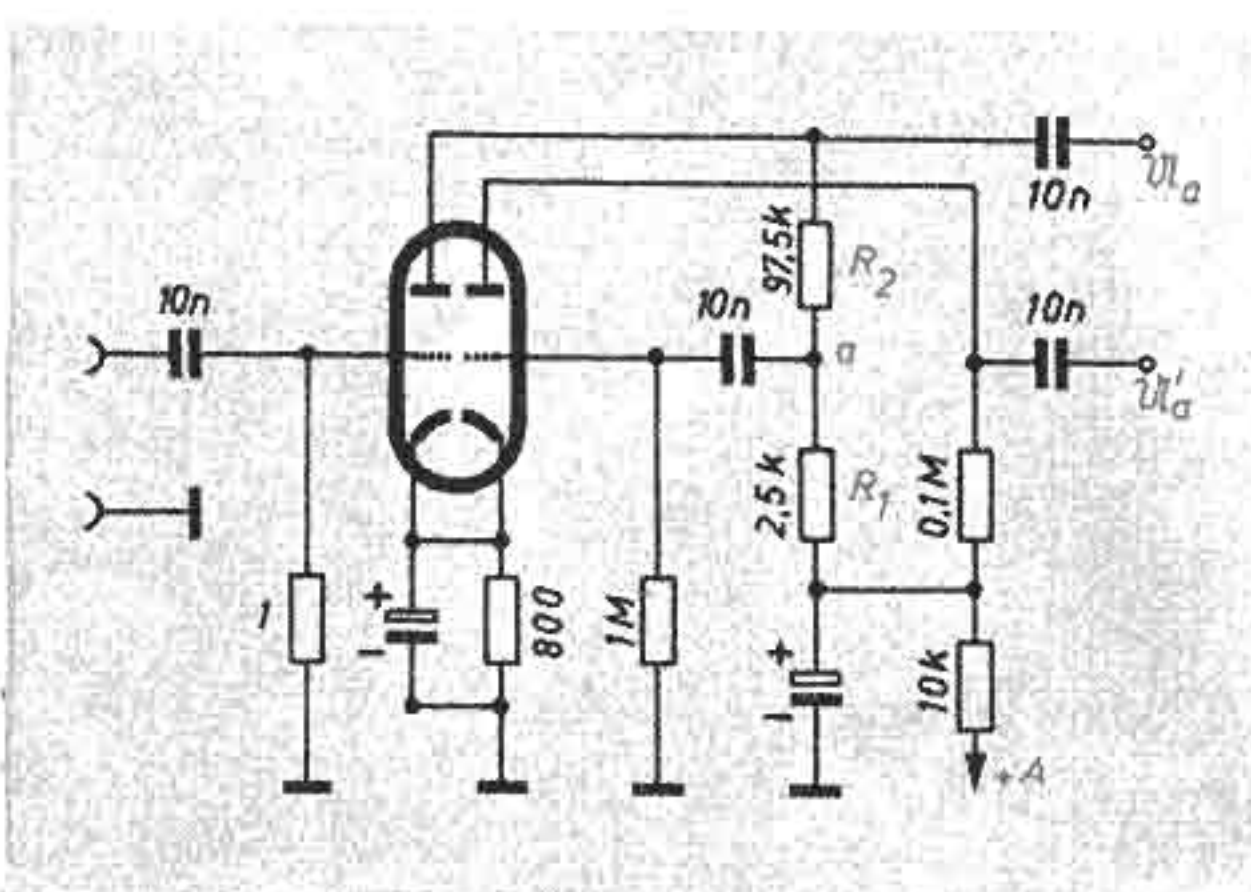 10n
𝔘a
97,5k
R2
10n
10n
10n
a
𝔘'a
2,5k
R1
0,1M
1
+
–
800
1M
+
–
10k
+A